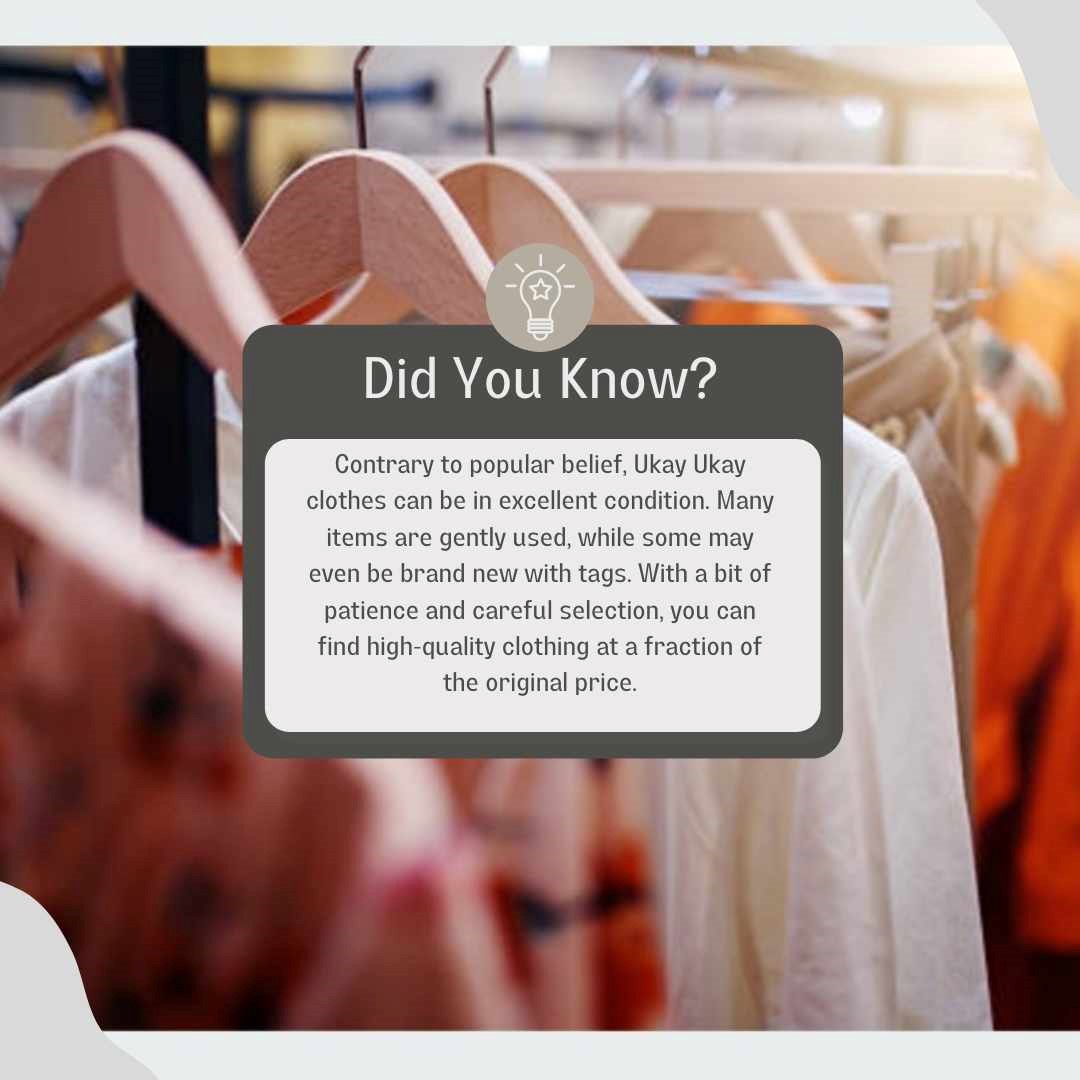 Did You Know?
Contrary to popular belief, Ukay Ukay
clothes can be in excellent condition. Many
items are gently used, while some may
even be brand new with tags. With a bit of
patience and careful selection, you can
find high-quality clothing at a fraction of
the original price.